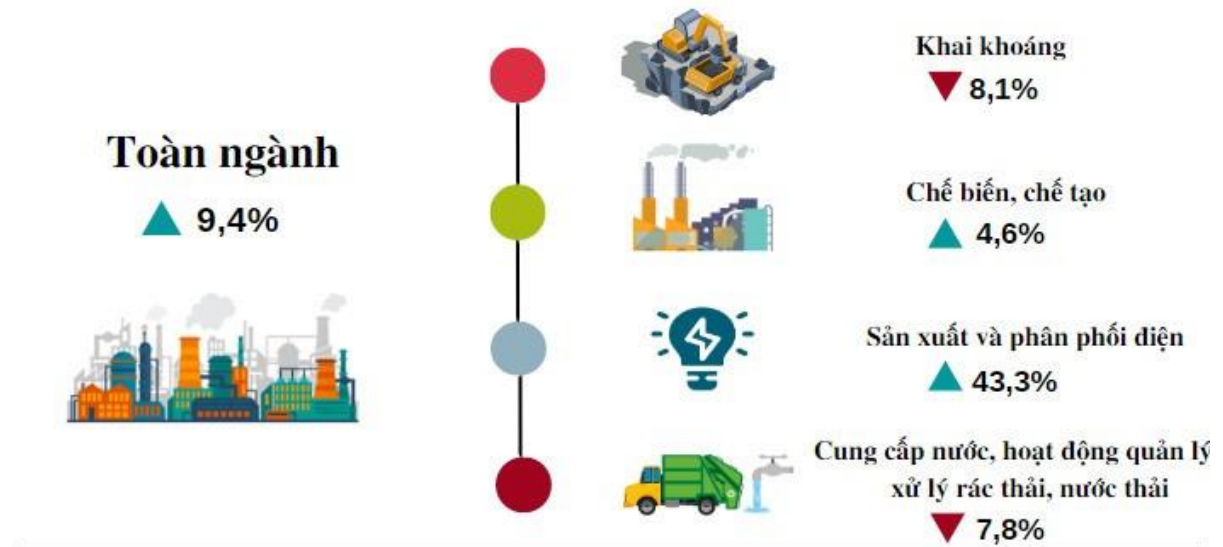 Toàn ngành
▲ 9,4%
Khai khoáng
▼ 8,1%
Chế biến, chế tạo
▲ 4,6%
Sản xuất và phân phối điện
▲ 43,3%
Cung cấp nước, hoạt động quản lý
xử lý rác thải, nước thải
▼ 7,8%